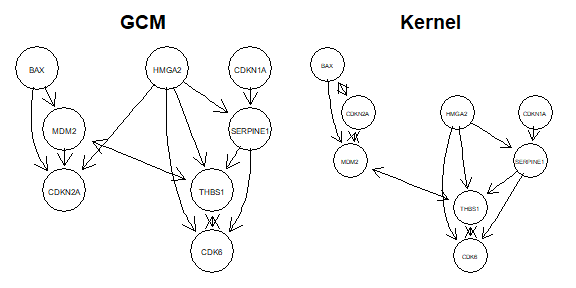 GCM
BAX
HMGA2
CDKN1A
MDM2
SERPINE1
CDKN2A
THBS1
CDK6
Kernel
BAX
CDKN2A
HMGA2
CDKN1A
MDM2
SERPINE1
THBS1
CDK6